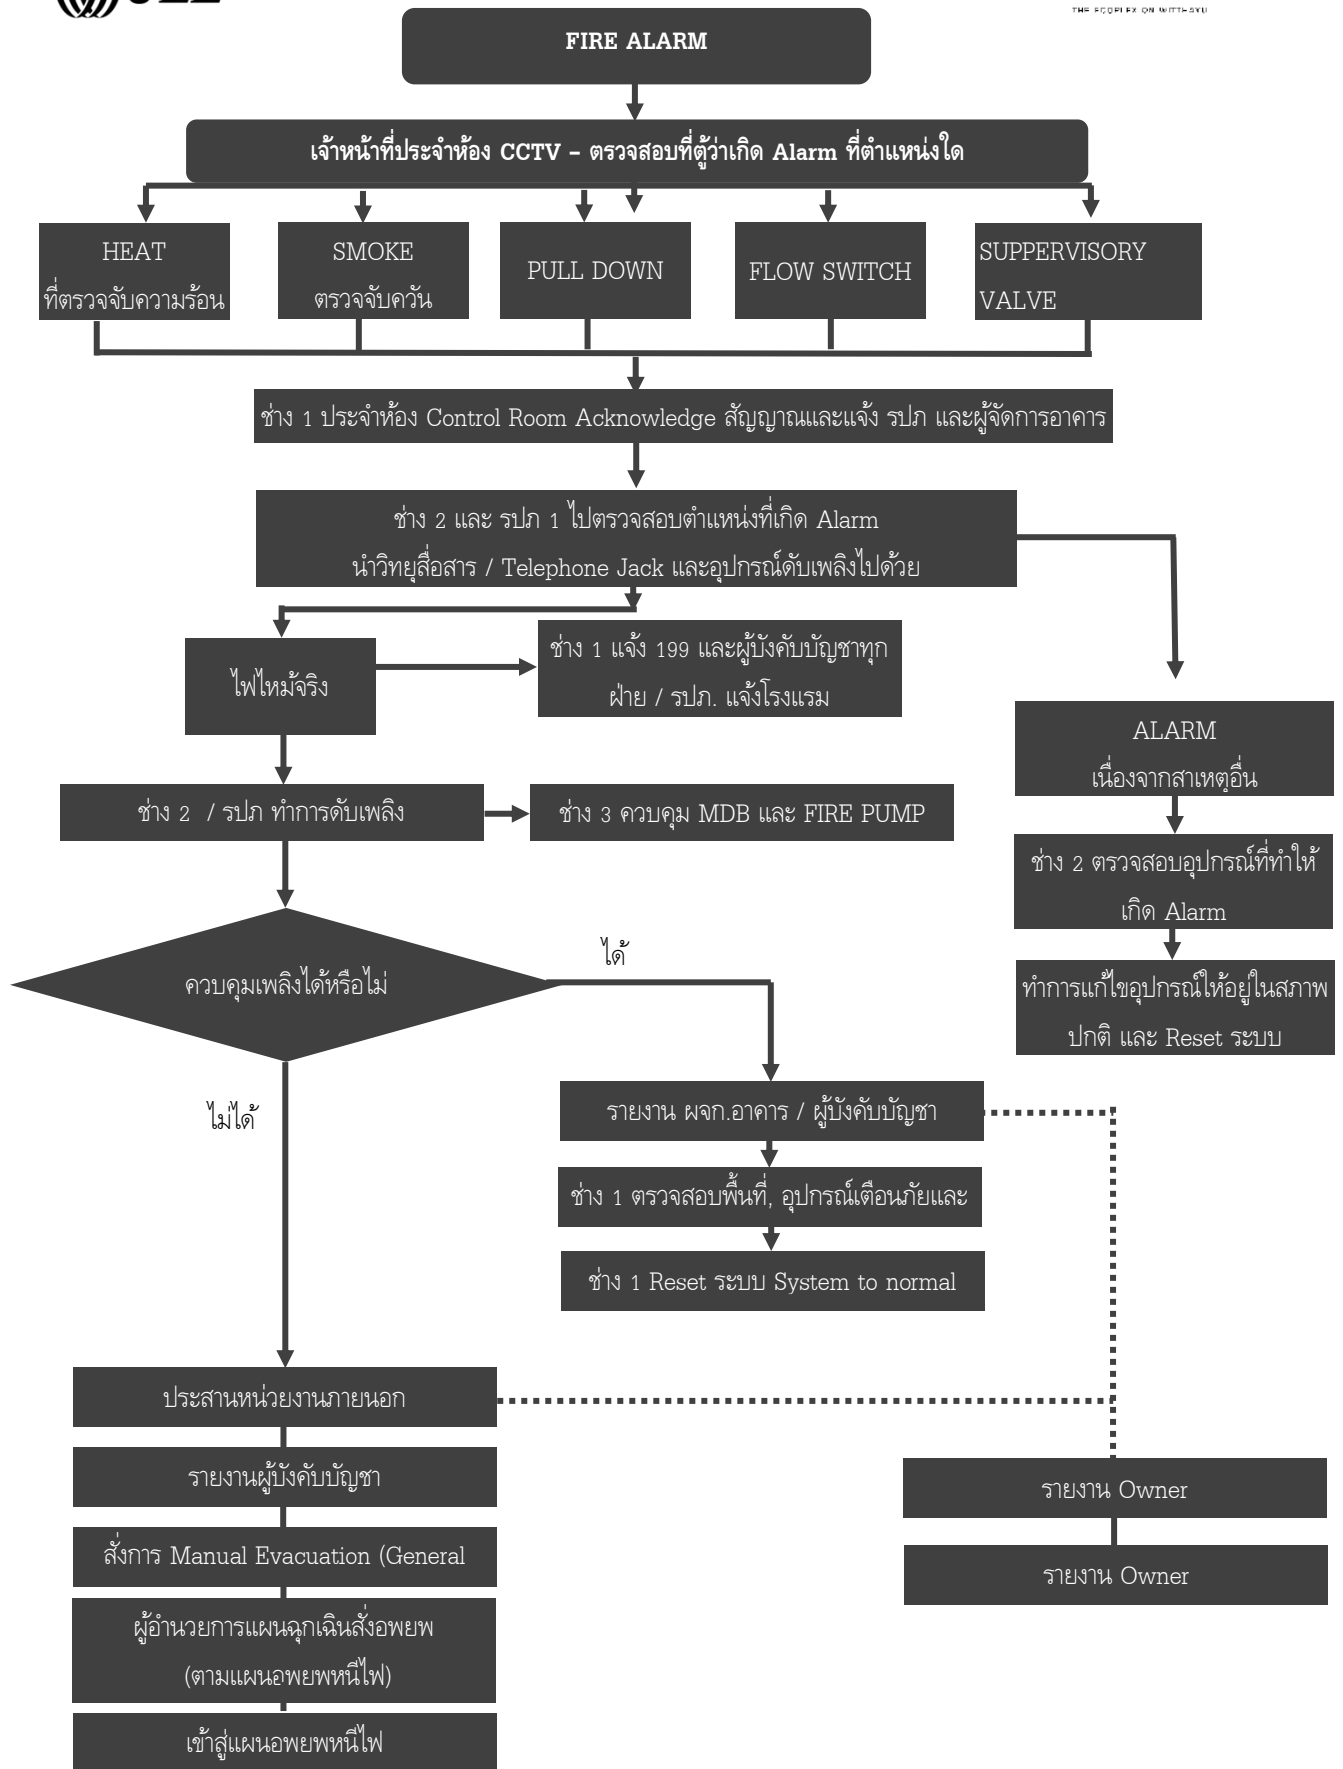 THE PEOPLE ON WITTHAYU
FIRE ALARM
เจ้าหน้าที่ประจำห้อง CCTV – ตรวจสอบที่ตู้ว่าเกิด Alarm ที่ตำแหน่งใด
HEAT
ที่ตรวจจับความร้อน
SMOKE
ตรวจจับควัน
PULL DOWN
FLOW SWITCH
SUPPERVISORY
VALVE
ช่าง 1 ประจำห้อง Control Room Acknowledge สัญญาณและแจ้ง รปภ และผู้จัดการอาคาร
ช่าง 2 และ รปภ 1 ไปตรวจสอบตำแหน่งที่เกิด Alarm
นำวิทยุสื่อสาร / Telephone Jack และอุปกรณ์ดับเพลิงไปด้วย
ไฟไหม้จริง
ช่าง 1 แจ้ง 199 และผู้บังคับบัญชาทุก
ฝ่าย / รปภ. แจ้งโรงแรม
ALARM
เนื่องจากสาเหตุอื่น
ช่าง 2 / รปภ ทำการดับเพลิง
ช่าง 3 ควบคุม MDB และ FIRE PUMP
ช่าง 2 ตรวจสอบอุปกรณ์ที่ทำให้
เกิด Alarm
ควบคุมเพลิงได้หรือไม่
ได้
ทำการแก้ไขอุปกรณ์ให้อยู่ในสภาพ
ปกติ และ Reset ระบบ
ไม่ได้
รายงาน ผจก.อาคาร / ผู้บังคับบัญชา
ช่าง 1 ตรวจสอบพื้นที่, อุปกรณ์เตือนภัยและ
ช่าง 1 Reset ระบบ System to normal
ประสานหน่วยงานภายนอก
รายงานผู้บังคับบัญชา
รายงาน Owner
สั่งการ Manual Evacuation (General
รายงาน Owner
ผู้อำนวยการแผนฉุกเฉินสั่งอพยพ
(ตามแผนอพยพหนีไฟ)
เข้าสู่แผนอพยพหนีไฟ